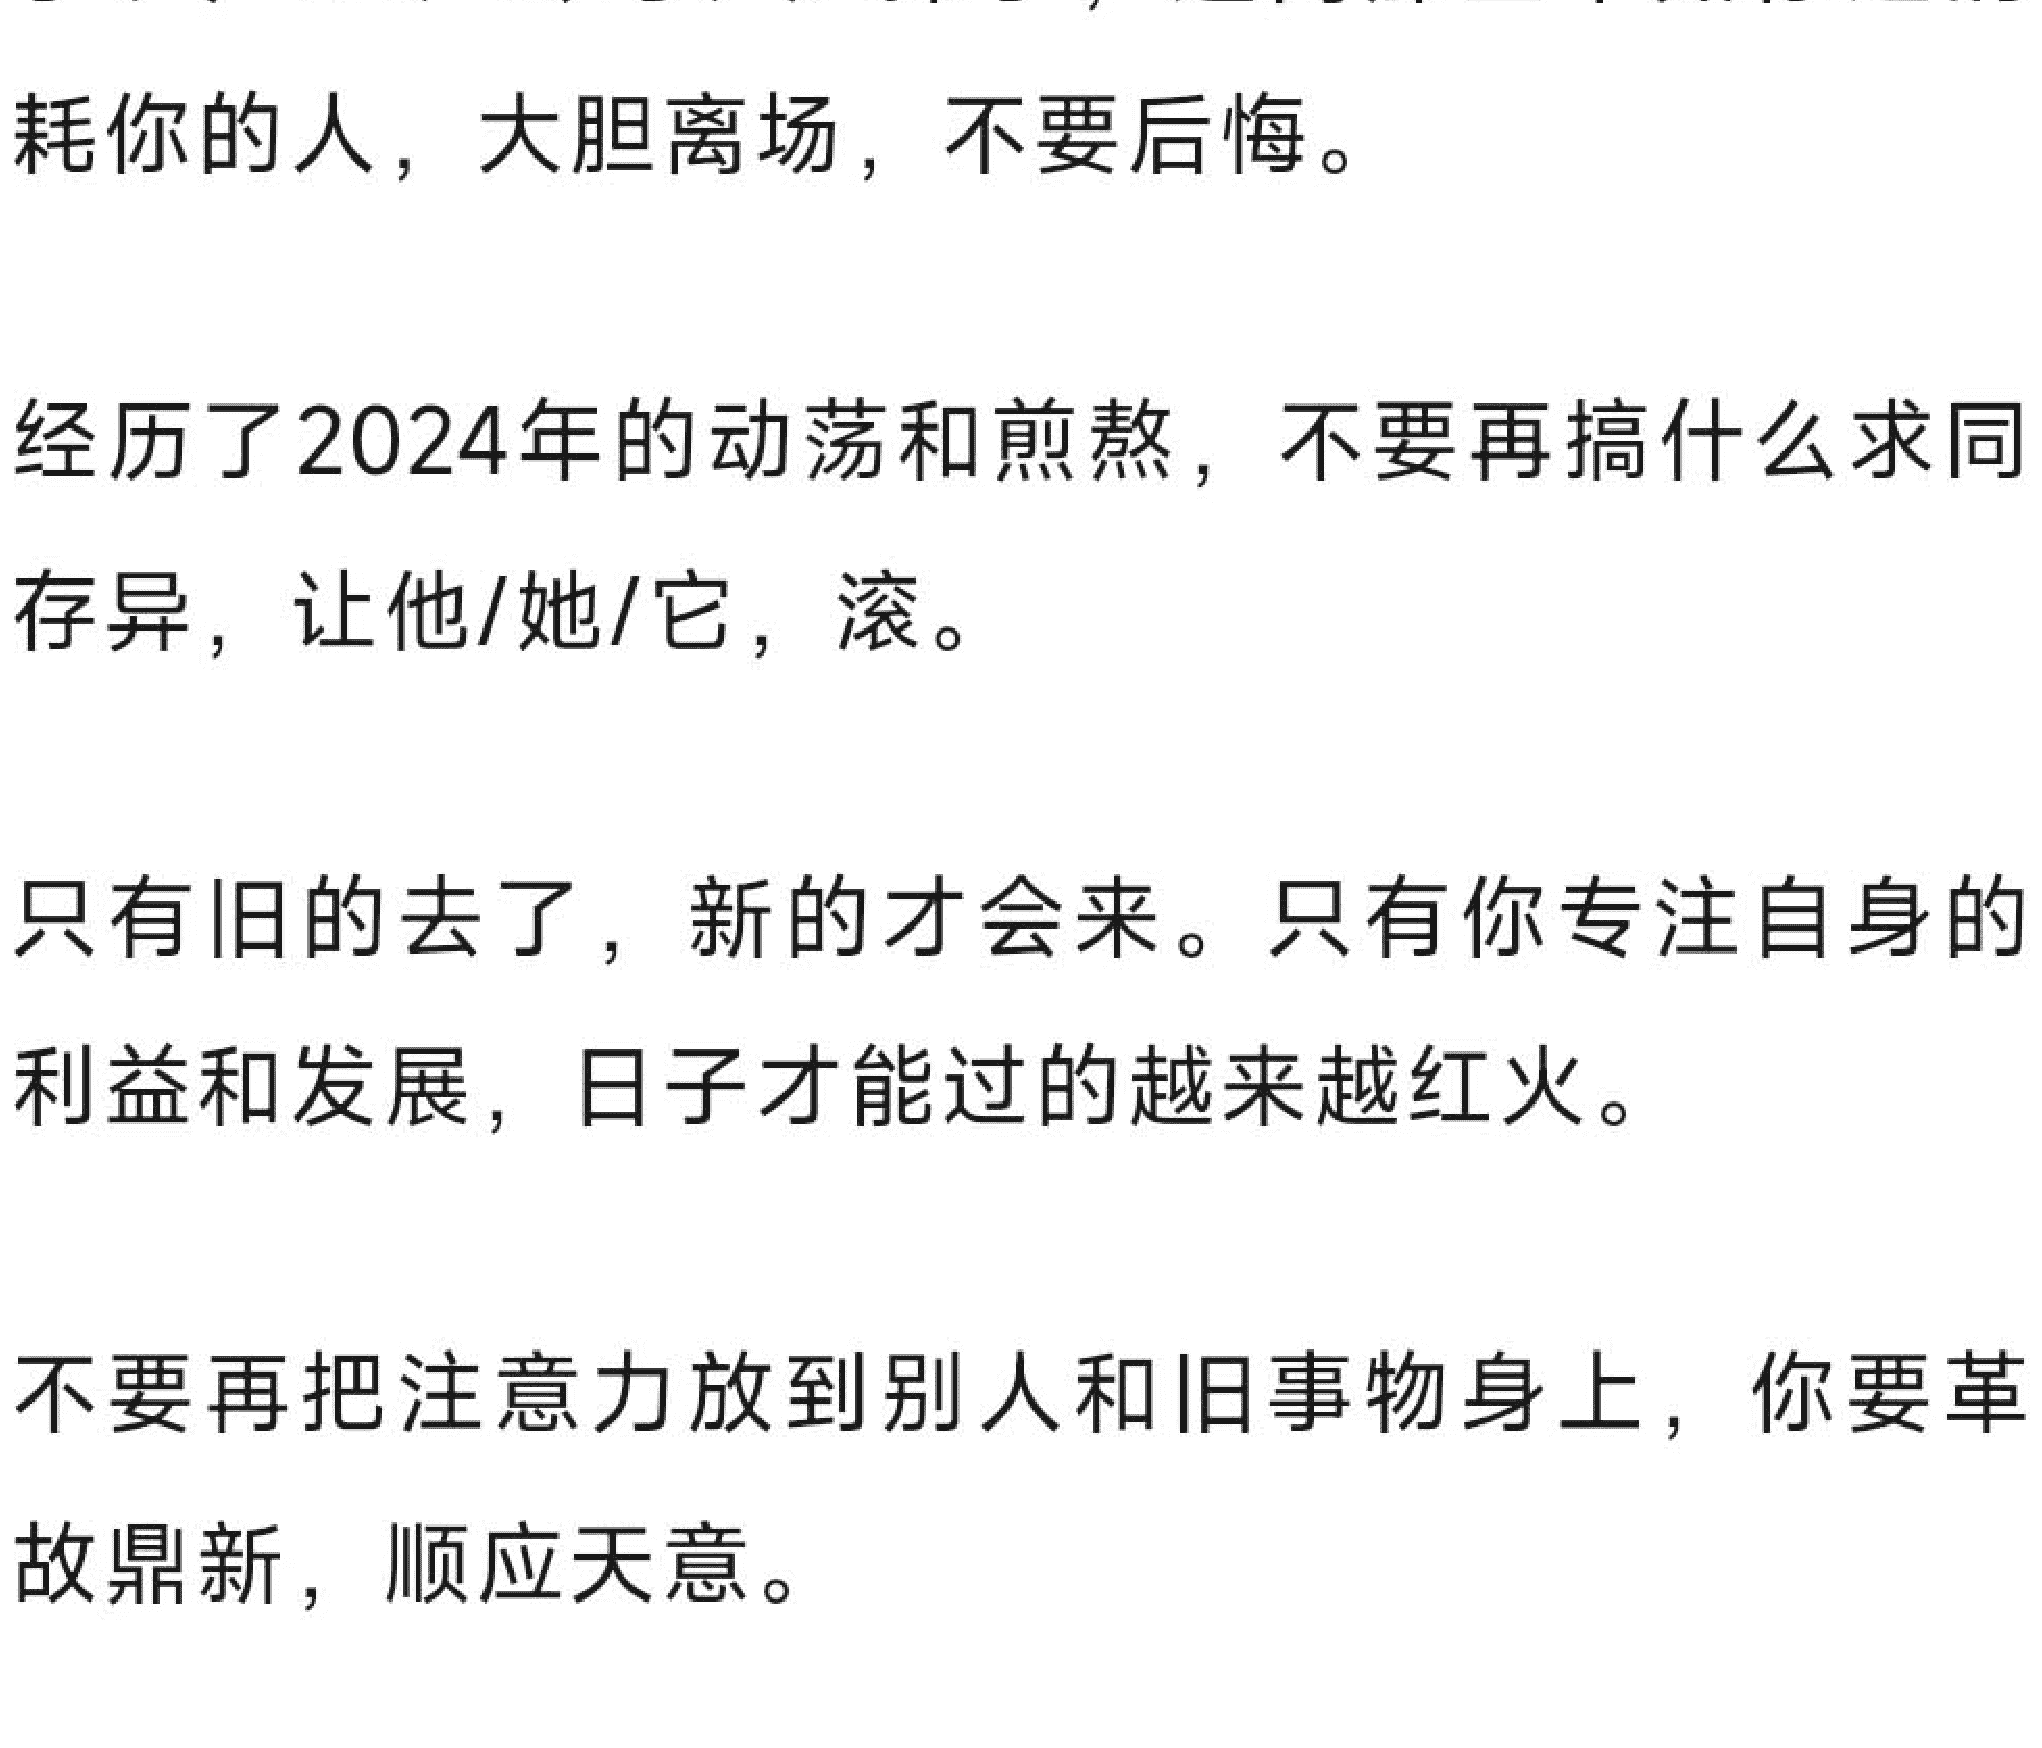 耗你的人，大胆离场，不要后悔。
经历了2024年的动荡和煎熬，不要再搞什么求同
存异，让他/她/它，滚。
只有旧的去了，新的才会来。只有你专注自身的
利益和发展，日子才能过的越来越红火。
不要再把注意力放到别人和旧事物身上，你要革
故鼎新，顺应天意。